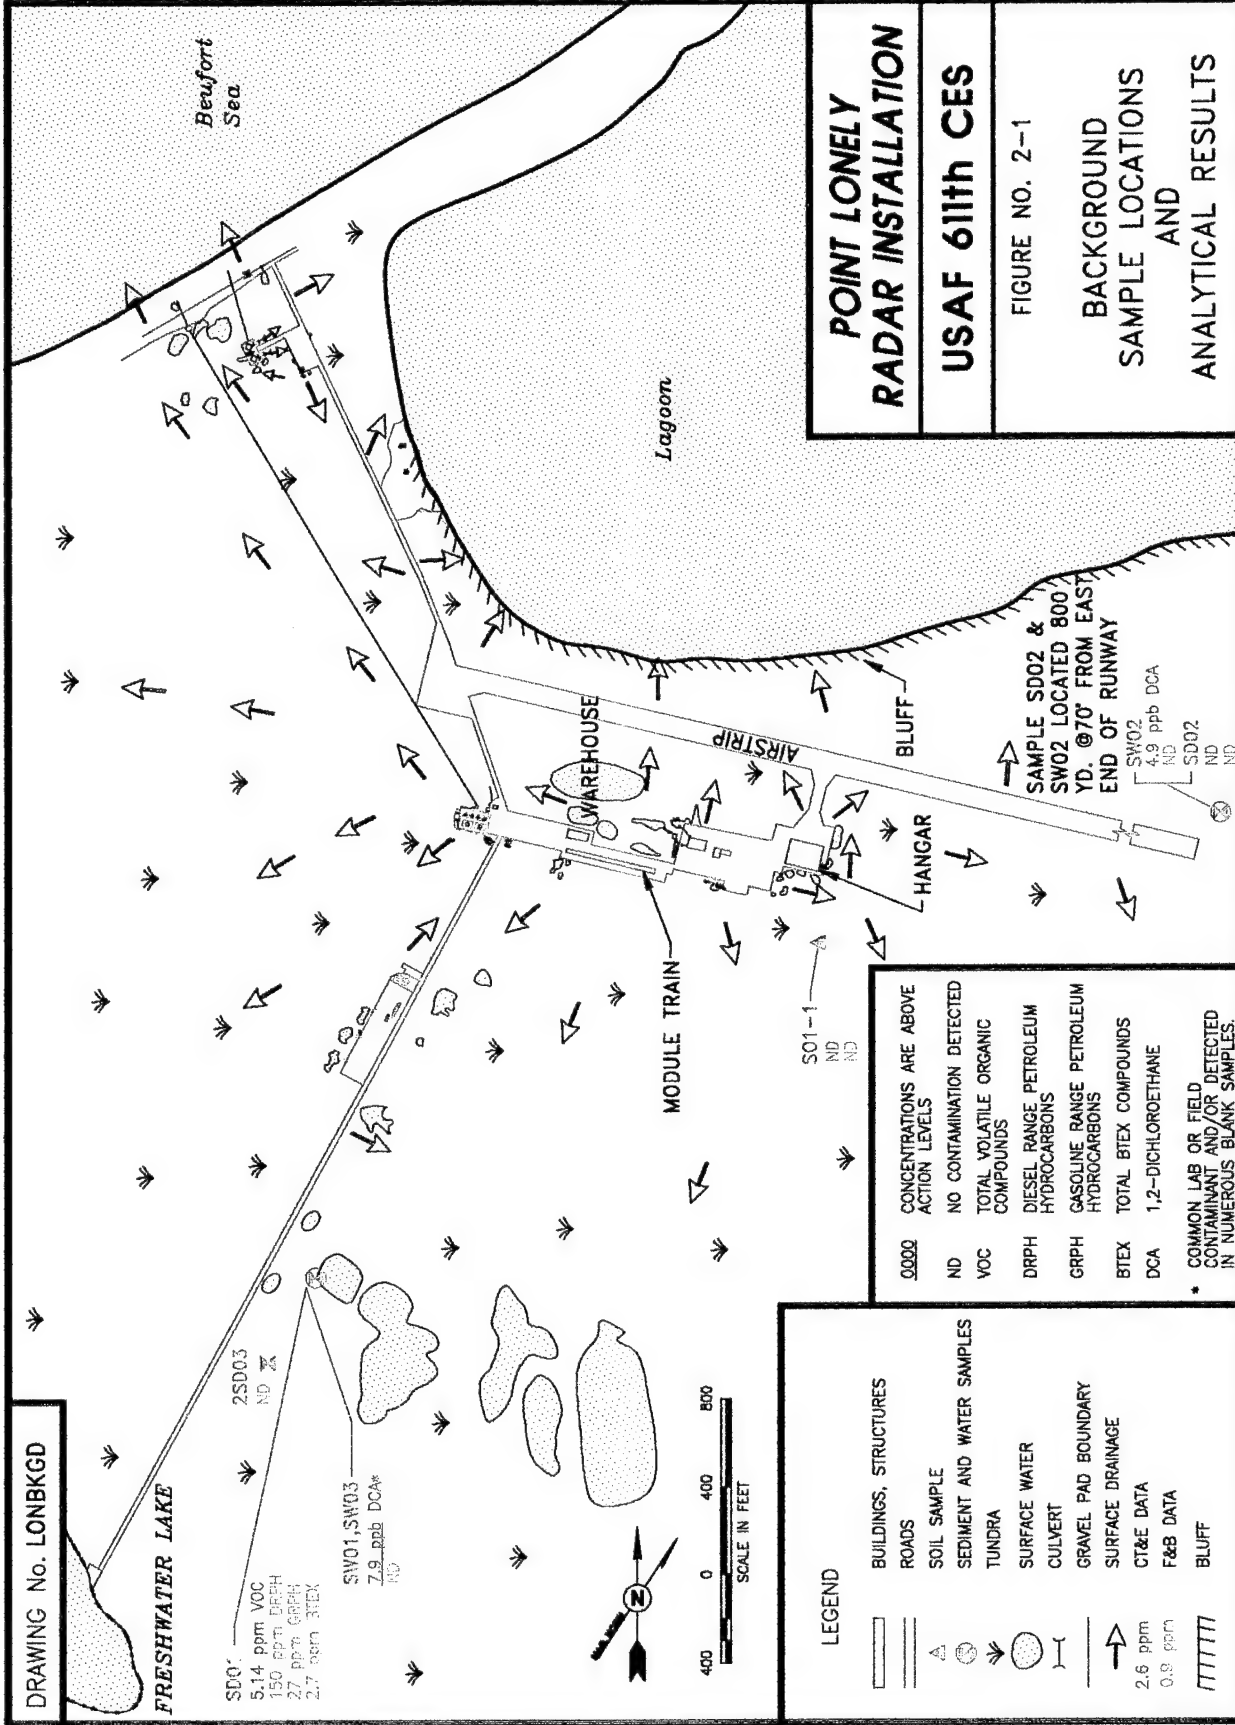 DRAWING No. LONBKGD
Beufort
Sea
Lagoon
FRESHWATER LAKE
SD01
5.14 ppm VOC
150 ppm DRPH
27 ppm GRPH
2.7 ppm BTEX
2SD03
ND
SW01,SW03
7.9 ppb DCA*
ND
MODULE TRAIN
WAREHOUSE
AIRSTRIP
BLUFF
HANGAR
S01-1
ND
ND
SAMPLE SD02 &
SW02 LOCATED 800
YD. @70° FROM EAST
END OF RUNWAY
SW02
4.9 ppb DCA
ND
SD02
ND
ND
N
400 0 400 800
SCALE IN FEET
LEGEND
BUILDINGS, STRUCTURES
ROADS
SOIL SAMPLE
SEDIMENT AND WATER SAMPLES
TUNDRA
SURFACE WATER
CULVERT
GRAVEL PAD BOUNDARY
SURFACE DRAINAGE
2.6 ppm CT&E DATA
0.9 ppm F&B DATA
BLUFF
0000 CONCENTRATIONS ARE ABOVE
ACTION LEVELS
ND NO CONTAMINATION DETECTED
VOC TOTAL VOLATILE ORGANIC
COMPOUNDS
DRPH DIESEL RANGE PETROLEUM
HYDROCARBONS
GRPH GASOLINE RANGE PETROLEUM
HYDROCARBONS
BTEX TOTAL BTEX COMPOUNDS
DCA 1,2-DICHLOROETHANE
* COMMON LAB OR FIELD
CONTAMINANT AND/OR DETECTED
IN NUMEROUS BLANK SAMPLES.
POINT LONELY
RADAR INSTALLATION
USAF 611th CES
FIGURE NO. 2-1
BACKGROUND
SAMPLE LOCATIONS
AND
ANALYTICAL RESULTS